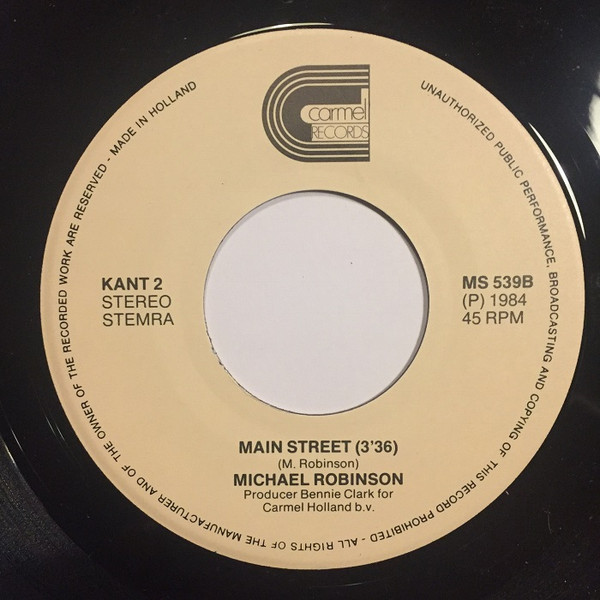 carmel
RECORDS
UNAUTHORIZED PUBLIC PERFORMANCE, BROADCASTING AND COPYING OF THIS RECORD PROHIBITED - ALL RIGHTS OF THE MANUFACTURER AND OF THE OWNER OF THE RECORDED WORK ARE RESERVED - MADE IN HOLLAND
KANT 2
STEREO
STEMRA
MS 539B
(P) 1984
45 RPM
MAIN STREET (3'36)
(M. Robinson)
MICHAEL ROBINSON
Producer Bennie Clark for
Carmel Holland b.v.